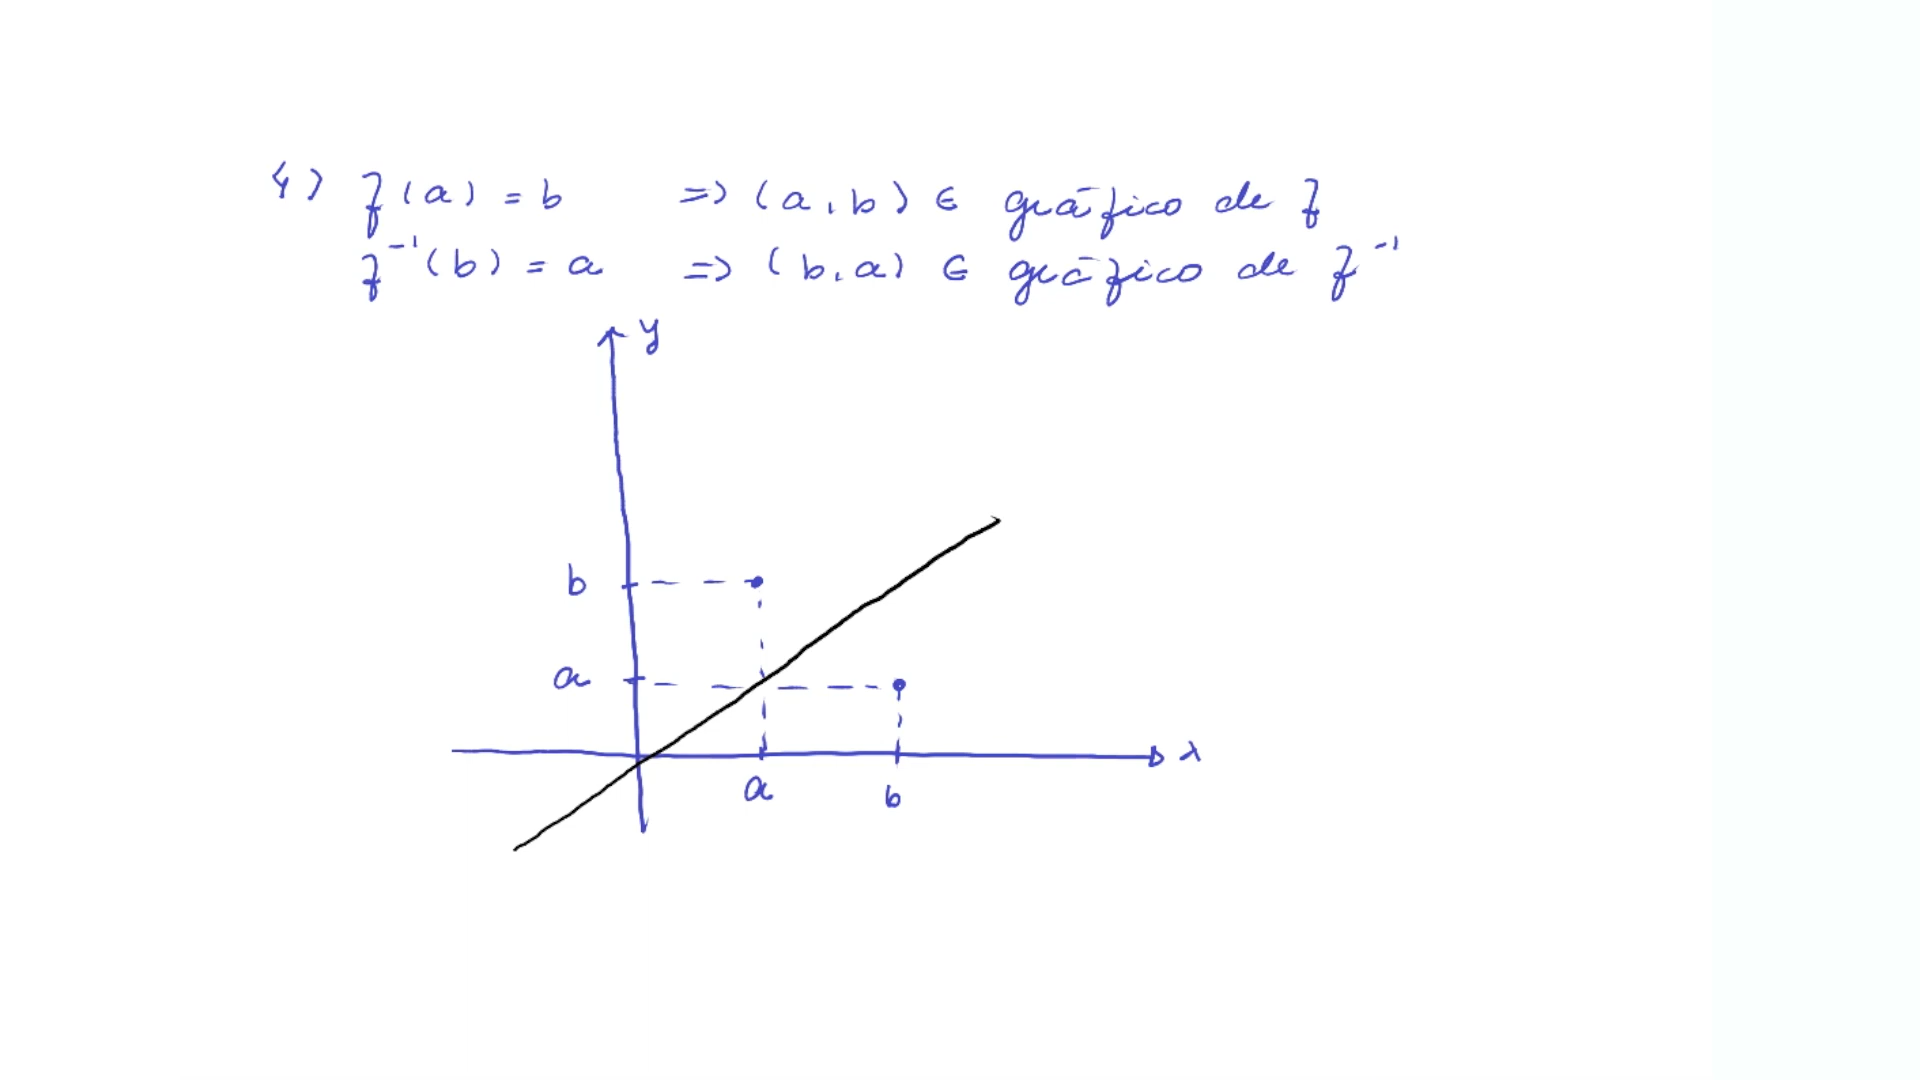 4) f(a) = b => (a, b) ∈ gráfico de f
f⁻¹(b) = a => (b, a) ∈ gráfico de f⁻¹
y
b
a
x
a
b